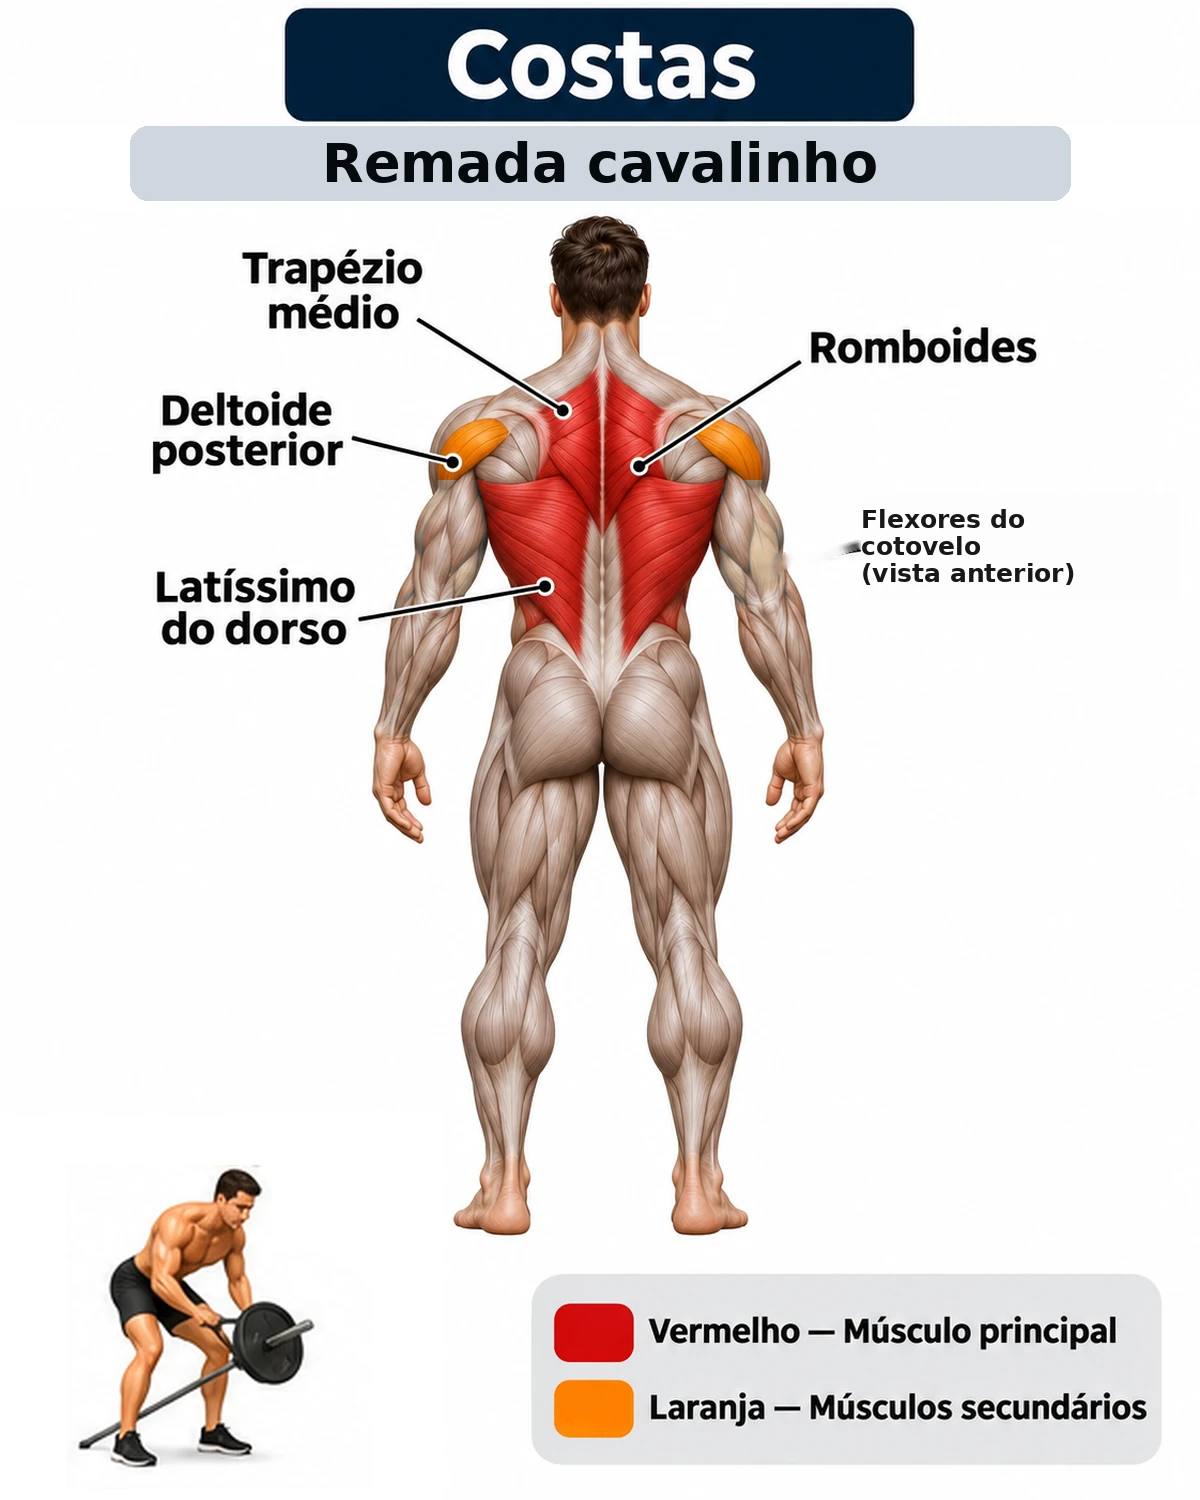 Costas
Remada cavalinho
Trapézio
médio
Romboides
Deltoide
posterior
Flexores do
cotovelo
(vista anterior)
Latíssimo
do dorso
Vermelho — Músculo principal
Laranja — Músculos secundários